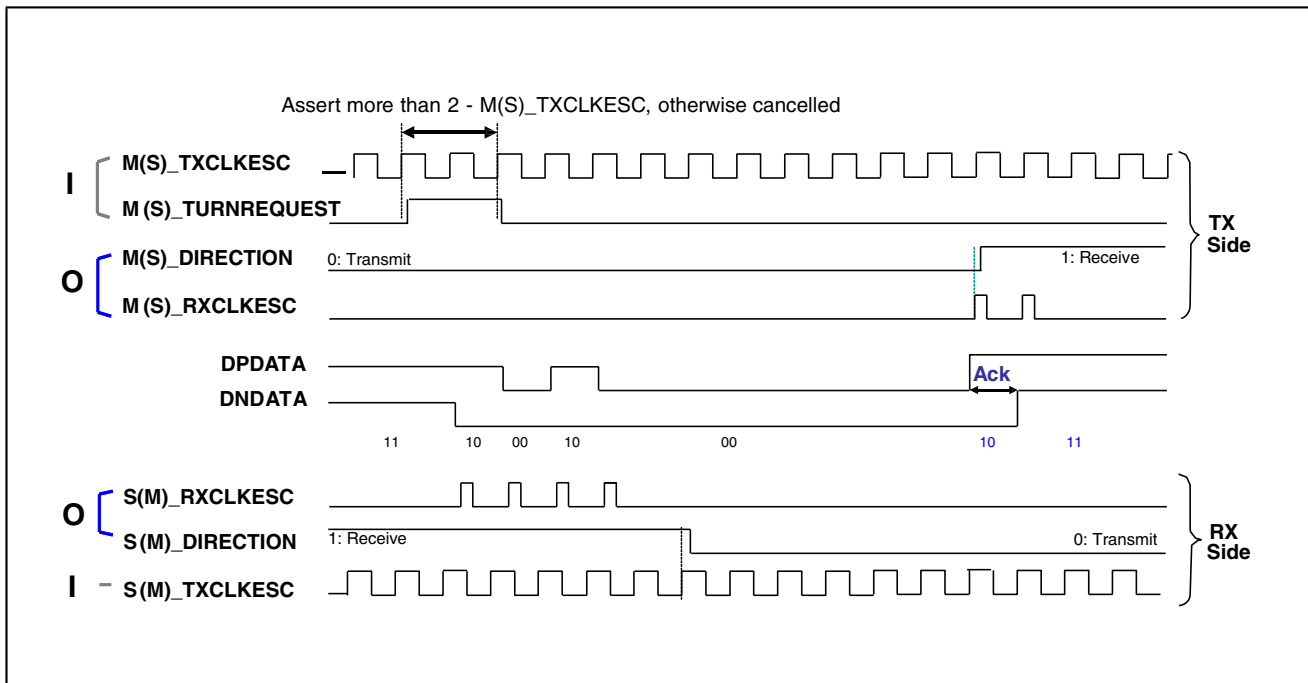 Assert more than 2 - M(S)_TXCLKESC, otherwise cancelled
I
M(S)_TXCLKESC
M(S)_TURNREQUEST
O
M(S)_DIRECTION
0: Transmit
1: Receive
M(S)_RXCLKESC
TX
Side
DPDATA
Ack
DNDATA
11 10 00 10 00 10 11
O
S(M)_RXCLKESC
S(M)_DIRECTION
1: Receive
0: Transmit
I
S(M)_TXCLKESC
RX
Side